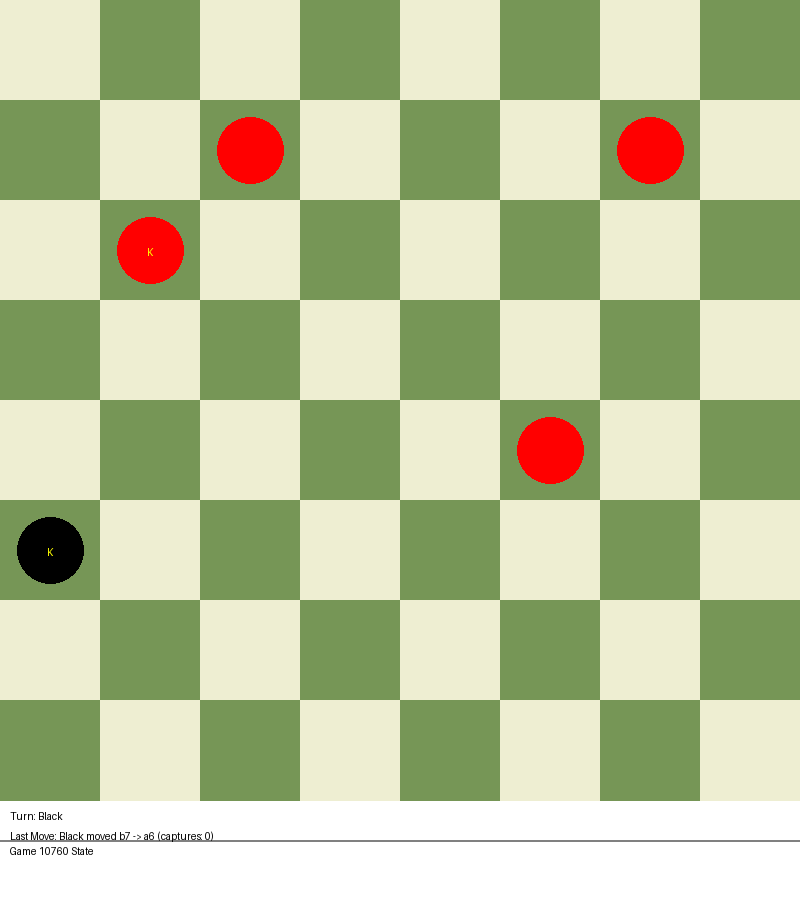 K
K
Turn: Black
Last Move: Black moved b7 -> a6 (captures: 0)
Game 10760 State